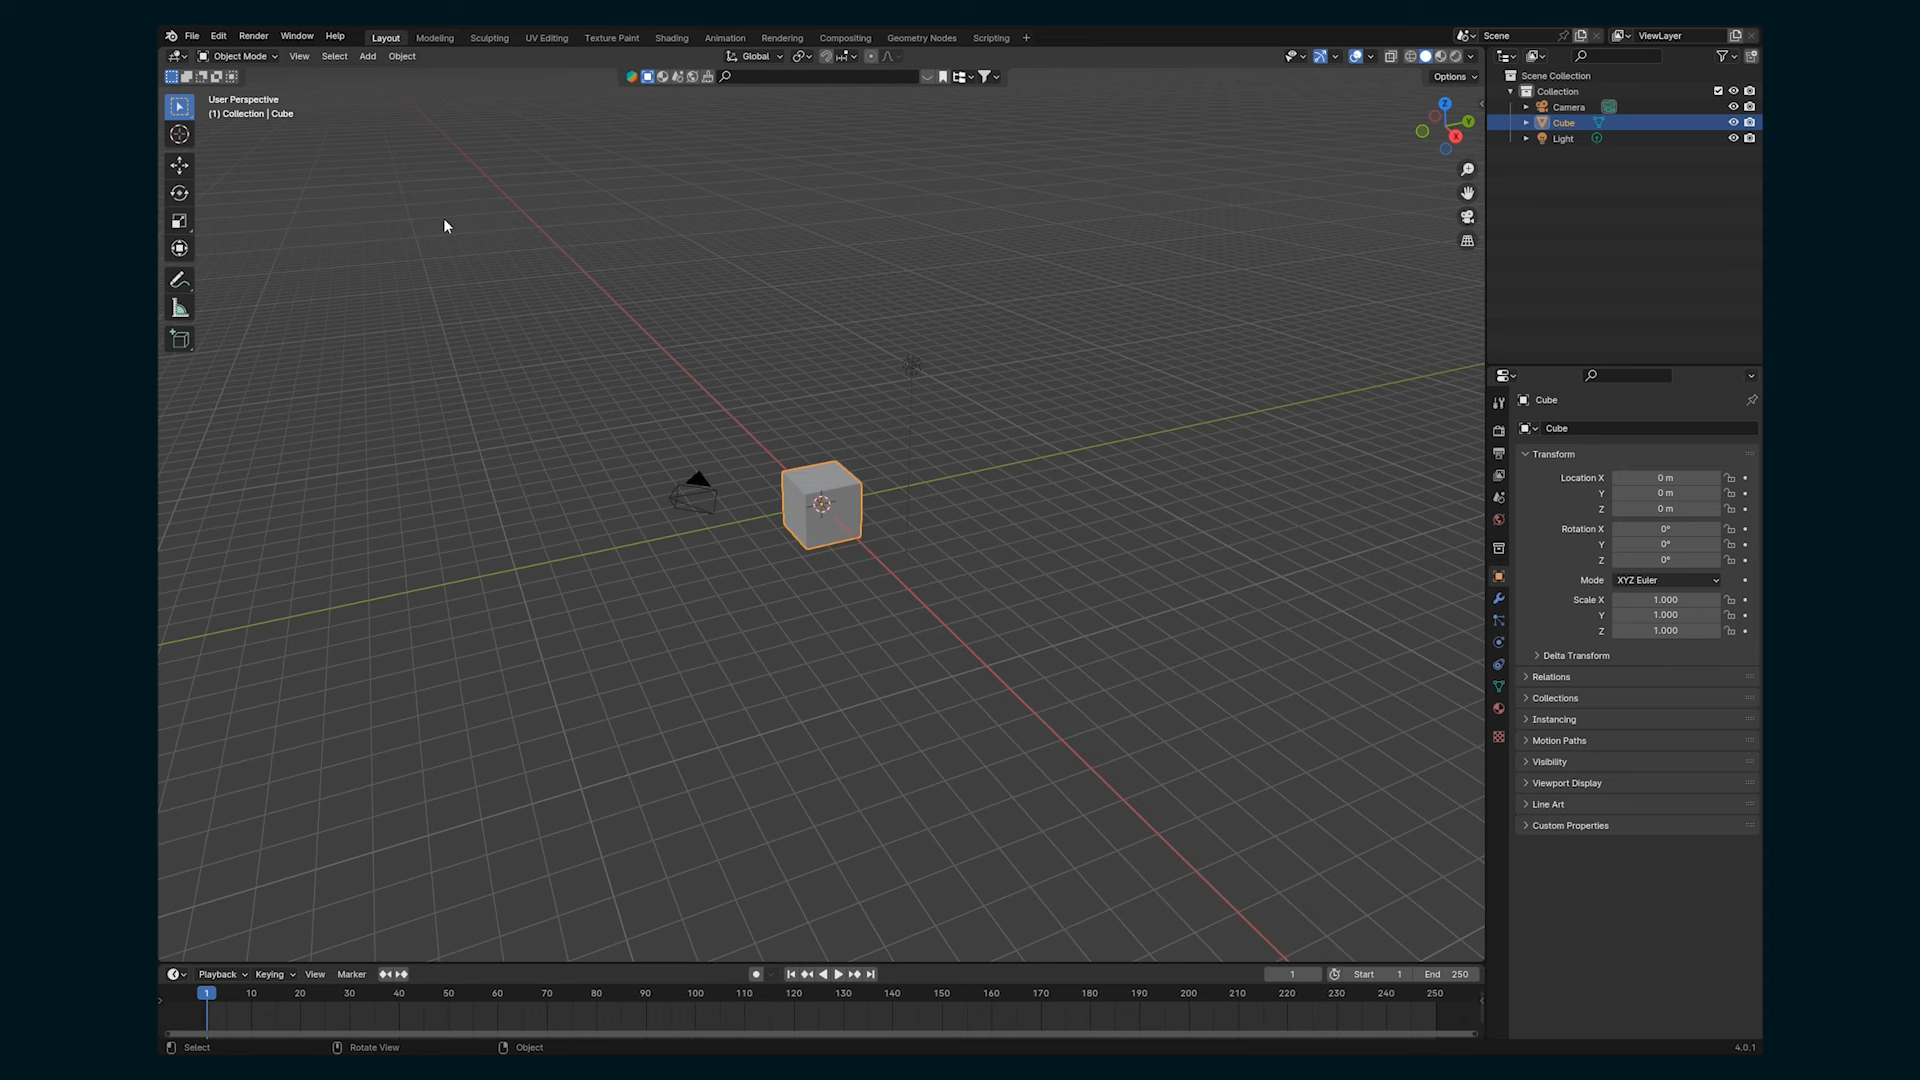 File Edit Render Window Help Layout Modeling Sculpting UV Editing Texture Paint Shading Animation Rendering Compositing Geometry Nodes Scripting + Scene ViewLayer
Object Mode View Select Add Object Global
Options
User Perspective
(1) Collection | Cube
Z
Y
X
Scene Collection
Collection
Camera
Cube
Light
Cube
Cube
Transform
Location X 0 m
Y 0 m
Z 0 m
Rotation X 0°
Y 0°
Z 0°
Mode XYZ Euler
Scale X 1.000
Y 1.000
Z 1.000
Delta Transform
Relations
Collections
Instancing
Motion Paths
Visibility
Viewport Display
Line Art
Custom Properties
Playback Keying View Marker 1 Start 1 End 250
1 10 20 30 40 50 60 70 80 90 100 110 120 130 140 150 160 170 180 190 200 210 220 230 240 250
Select Rotate View Object 4.0.1